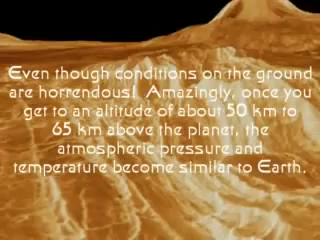 Even though conditions on the ground
are horrendous!  Amazingly, once you
get to an altitude of about 50 km to
65 km above the planet, the
atmospheric pressure and
temperature become similar to Earth.